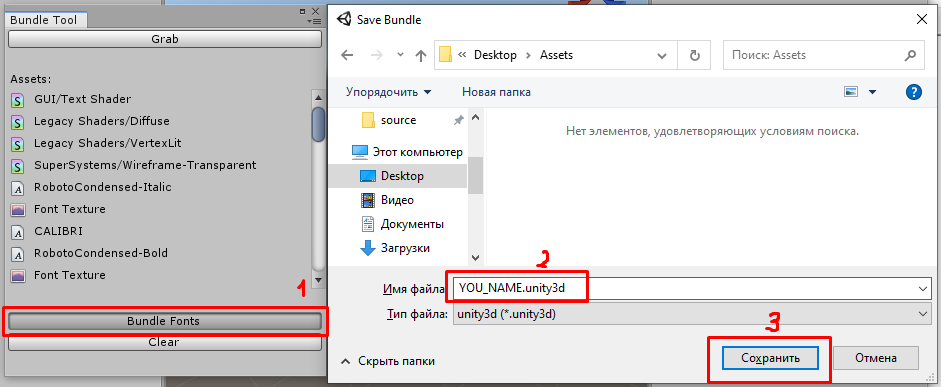 Bundle Tool
Grab
Assets:
GUI/Text Shader
Legacy Shaders/Diffuse
Legacy Shaders/VertexLit
SuperSystems/Wireframe-Transparent
RobotoCondensed-Italic
Font Texture
CALIBRI
RobotoCondensed-Bold
Font Texture
1
Bundle Fonts
Clear
Save Bundle
« Desktop > Assets
Поиск: Assets
Упорядочить
Новая папка
?
source
Этот компьютер
Desktop
Видео
Документы
Загрузки
Нет элементов, удовлетворяющих условиям поиска.
2
Имя файла:
YOU_NAME.unity3d
Тип файла:
unity3d (*.unity3d)
3
Скрыть папки
Сохранить
Отмена